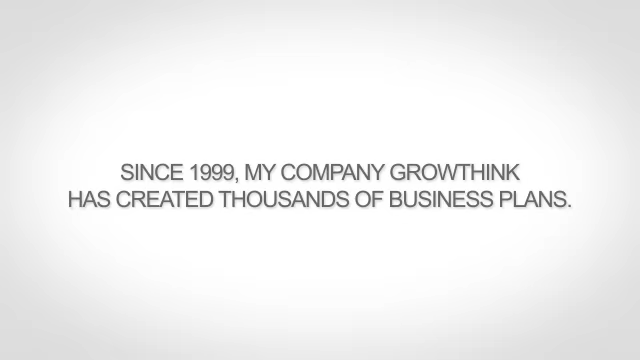 SINCE 1999, MY COMPANY GROWTHINK
HAS CREATED THOUSANDS OF BUSINESS PLANS.